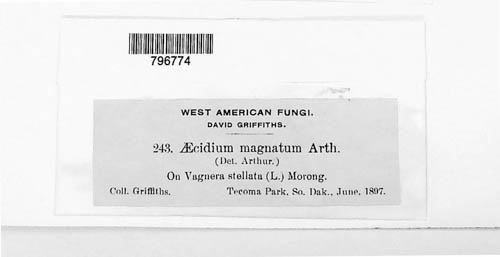 796774
WEST AMERICAN FUNGI.
DAVID GRIFFITHS.
243. Æcidium magnatum Arth.
(Det. Arthur.)
On Vagnera stellata (L.) Morong.
Coll. Griffiths. Tecoma Park, So. Dak., June, 1897.